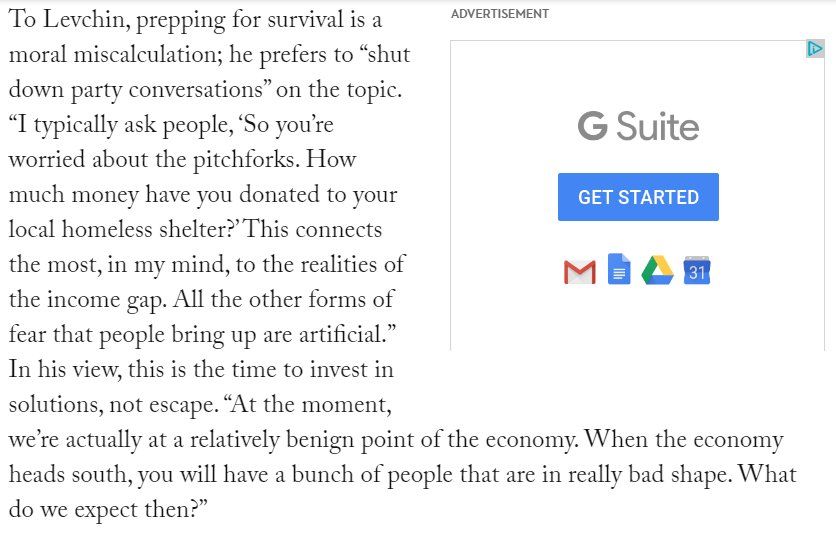 To Levchin, prepping for survival is a
moral miscalculation; he prefers to “shut
down party conversations” on the topic.
“I typically ask people, ‘So you’re
worried about the pitchforks. How
much money have you donated to your
local homeless shelter?’ This connects
the most, in my mind, to the realities of
the income gap. All the other forms of
fear that people bring up are artificial.”
In his view, this is the time to invest in
solutions, not escape. “At the moment,
we’re actually at a relatively benign point of the economy. When the economy
heads south, you will have a bunch of people that are in really bad shape. What
do we expect then?”
ADVERTISEMENT
G Suite
GET STARTED
31